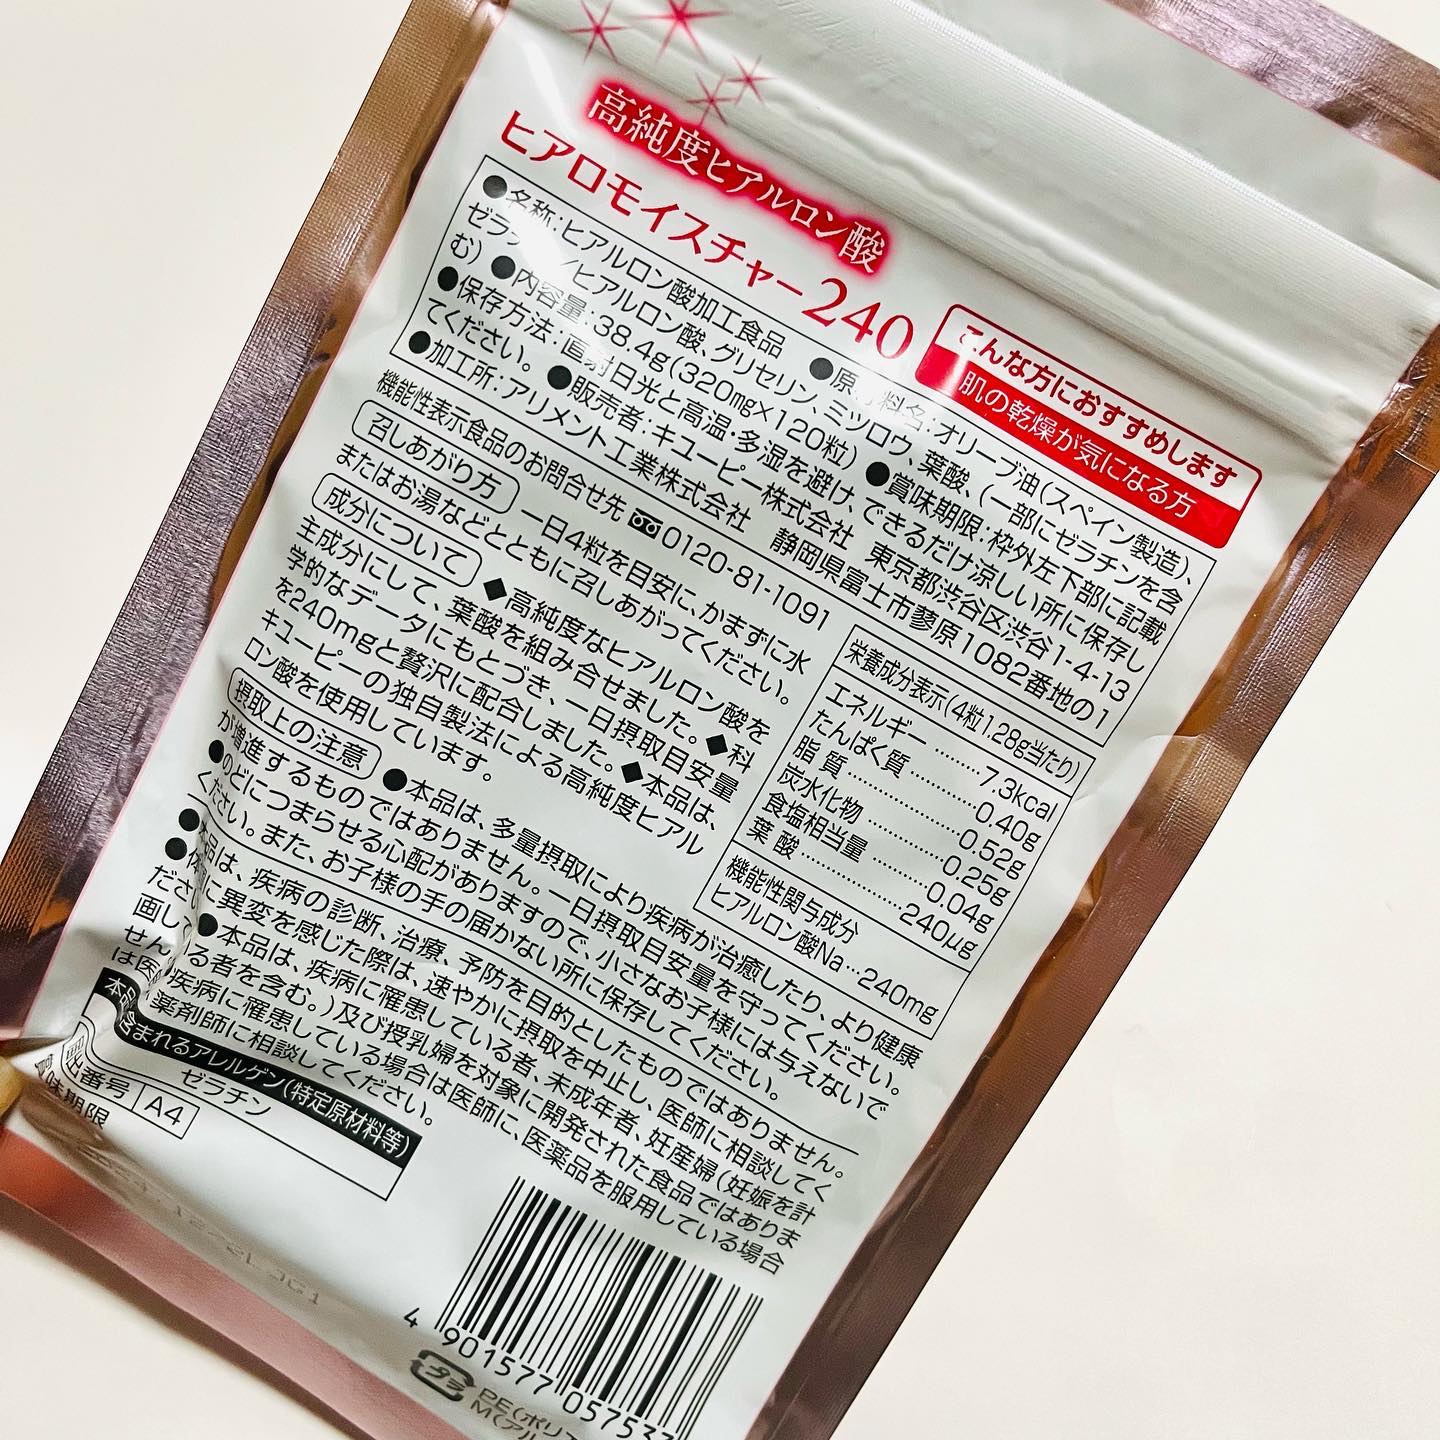 高純度ヒアルロン酸
ヒアロモイスチャー240
こんな方におすすめします
肌の乾燥が気になる方
●名称:ヒアルロン酸加工食品 ●原 料名:オリーブ油(スペイン製造)、
ゼラチン/ヒアルロン酸、グリセリン、ミツロウ、葉酸、(一部にゼラチンを含
む) ●内容量:38.4g(320mg×120粒) ●賞味期限:枠外左下部に記載
●保存方法:直射日光と高温・多湿を避け、できるだけ涼しい所に保存し
てください。 ●販売者:キユーピー株式会社 東京都渋谷区渋谷1-4-13
●加工所:アリメント工業株式会社 静岡県富士市蓼原1082番地の1
機能性表示食品のお問合せ先 0120-81-1091
召しあがり方 一日4粒を目安に、かまずに水
またはお湯などとともに召しあがってください。
成分について ◆高純度なヒアルロン酸を
主成分にして、葉酸を組み合せました。◆科
学的なデータにもとづき、一日摂取目安量
を240mgと贅沢に配合しました。◆本品は、
キユーピーの独自製法による高純度ヒアル
ロン酸を使用しています。
栄養成分表示(4粒1.28g当たり)
エネルギー……7.3kcal
たんぱく質……0.40g
脂質……0.52g
炭水化物……0.25g
食塩相当量……0.04g
葉酸……240μg
機能性関与成分
ヒアルロン酸Na…240mg
摂取上の注意 ●本品は、多量摂取により疾病が治癒したり、より健康
が増進するものではありません。一日摂取目安量を守ってください。
●のどにつまらせる心配がありますので、小さなお子様には与えないで
ください。また、お子様の手の届かない所に保存してください。
●本品は、疾病の診断、治療、予防を目的としたものではありません。
●体 に異変を感じた際は、速やかに摂取を中止し、医師に相談してく
ださい ●本品は、疾病に罹患している者、未成年者、妊産婦(妊娠を計
画し る者を含む。)及び授乳婦を対象に開発された食品ではありま
せん 疾病に罹患している場合は医師に、医薬品を服用している場合
は医 薬剤師に相談してください。
本品 含まれるアレルゲン(特定原材料等)
ゼラチン
届出番号 A4
賞味期限
4 901577 057533
プラ
PE(ポリ
M(アル